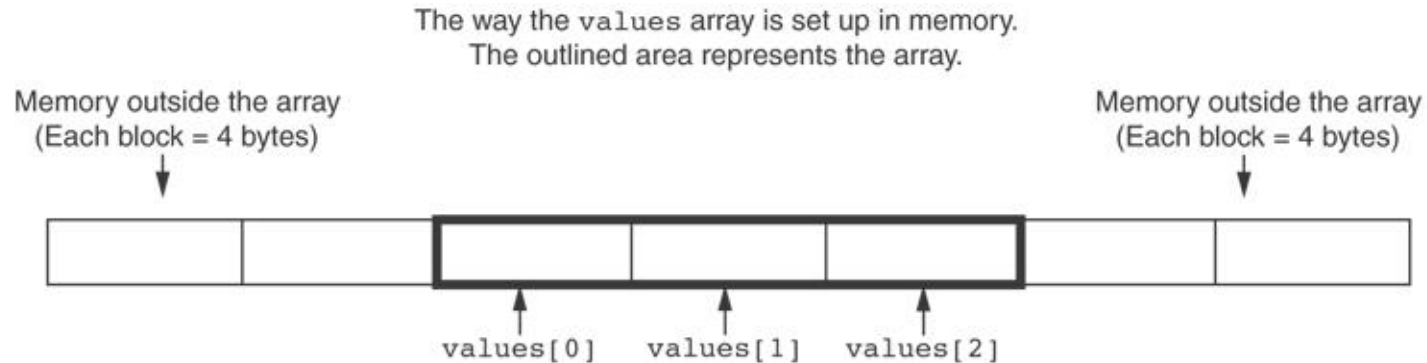 The way the values array is set up in memory.
The outlined area represents the array.
Memory outside the array
(Each block = 4 bytes)
Memory outside the array
(Each block = 4 bytes)
values[0]
values[1]
values[2]